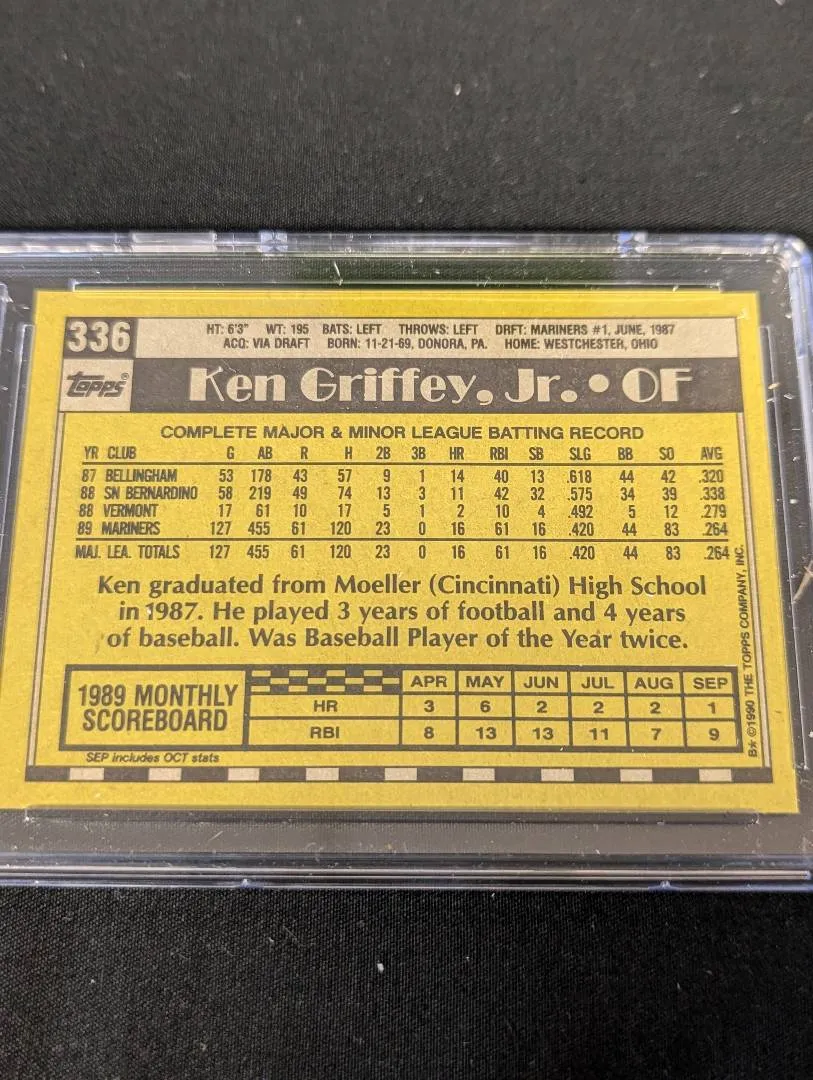 336
HT: 6'3" WT: 195 BATS: LEFT THROWS: LEFT DRFT: MARINERS #1, JUNE, 1987
ACQ: VIA DRAFT BORN: 11-21-69, DONORA, PA. HOME: WESTCHESTER, OHIO
Topps®
Ken Griffey, Jr. • OF
COMPLETE MAJOR & MINOR LEAGUE BATTING RECORD
YR CLUB G AB R H 2B 3B HR RBI SB SLG BB SO AVG
87 BELLINGHAM 53 178 43 57 9 1 14 40 13 .618 44 42 .320
88 SN BERNARDINO 58 219 49 74 13 3 11 42 32 .575 34 39 .338
88 VERMONT 17 61 10 17 5 1 2 10 4 .492 5 12 .279
89 MARINERS 127 455 61 120 23 0 16 61 16 .420 44 83 .264
MAJ. LEA. TOTALS 127 455 61 120 23 0 16 61 16 .420 44 83 .264
Ken graduated from Moeller (Cincinnati) High School
in 1987. He played 3 years of football and 4 years
of baseball. Was Baseball Player of the Year twice.
1989 MONTHLY
SCOREBOARD
APR MAY JUN JUL AUG SEP
HR 3 6 2 2 2 1
RBI 8 13 13 11 7 9
SEP includes OCT stats
B* ©1990 THE TOPPS COMPANY, INC.